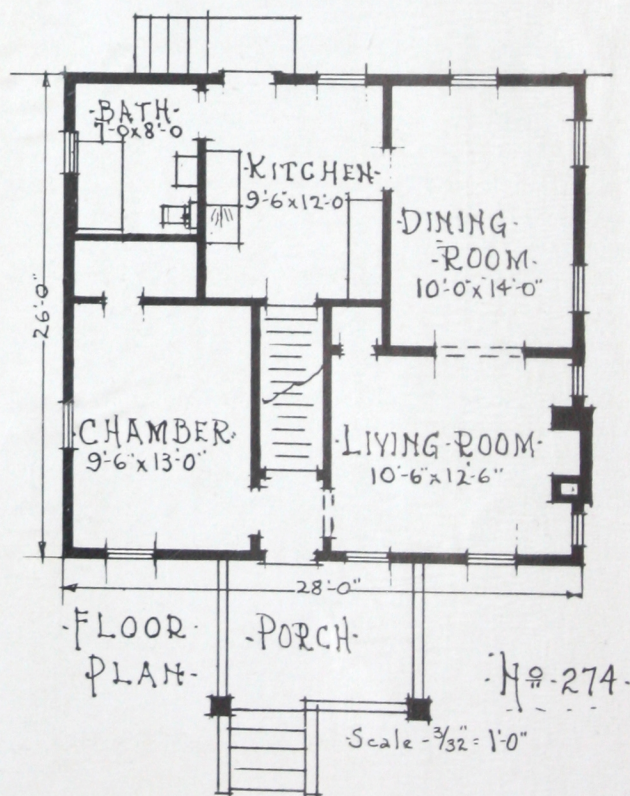 ·BATH·
7'-0x8'-0
·KITCHEN·
9'-6"x12'-0
·DINING·
·ROOM·
10'-0"x14'-0"
26'-0"
·CHAMBER·
9'-6"x13'-0"
·LIVING·ROOM·
10'-6"x12'-6"
28'-0"
·FLOOR·
PLAN·
·PORCH·
·No·274·
·Scale-3/32"=1'-0"